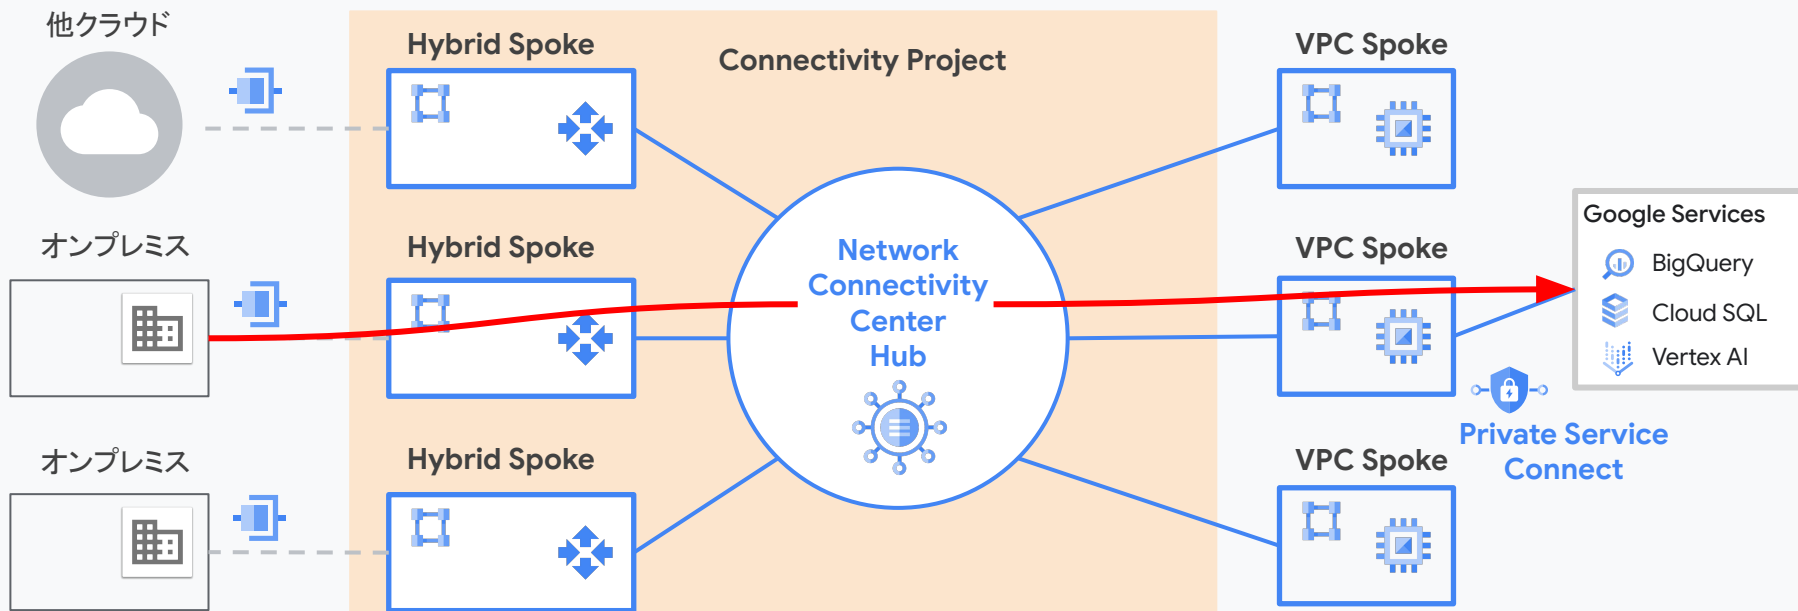 他クラウド
Hybrid Spoke
Connectivity Project
VPC Spoke
オンプレミス
Hybrid Spoke
Network
Connectivity
Center
Hub
VPC Spoke
Google Services
BigQuery
Cloud SQL
Vertex AI
Private Service
Connect
オンプレミス
Hybrid Spoke
VPC Spoke